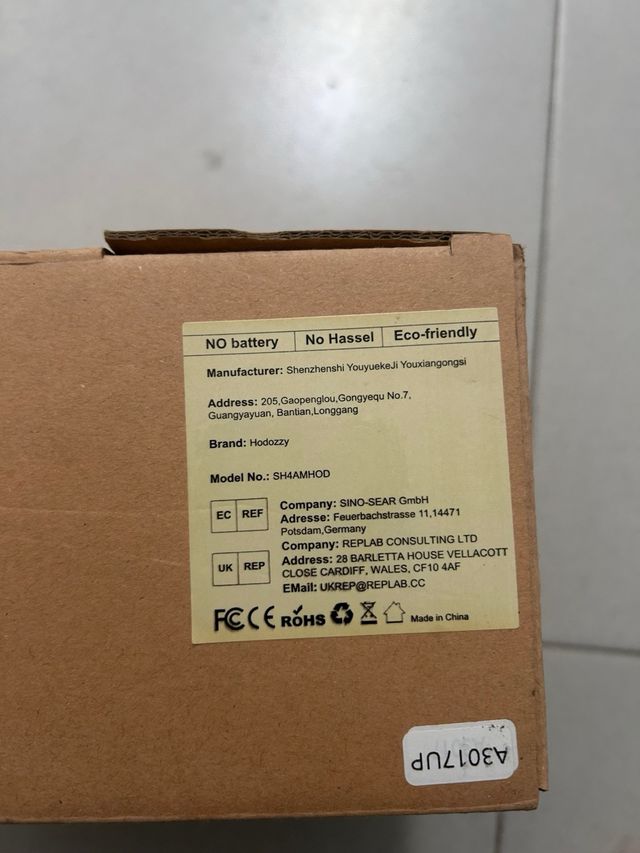 NO battery | No Hassel | Eco-friendly
Manufacturer: Shenzhenshi YouyuekeJi Youxiangongsi
Address: 205,Gaopenglou,Gongyequ No.7,
Guangyayuan, Bantian,Longgang
Brand: Hodozzy
Model No.: SH4AMHOD
EC REF
Company: SINO-SEAR GmbH
Adresse: Feuerbachstrasse 11,14471
Potsdam,Germany
UK REP
Company: REPLAB CONSULTING LTD
Address: 28 BARLETTA HOUSE VELLACOTT
CLOSE CARDIFF, WALES, CF10 4AF
EMail: UKREP@REPLAB.CC
FC CE ROHS Made in China
A3017UP